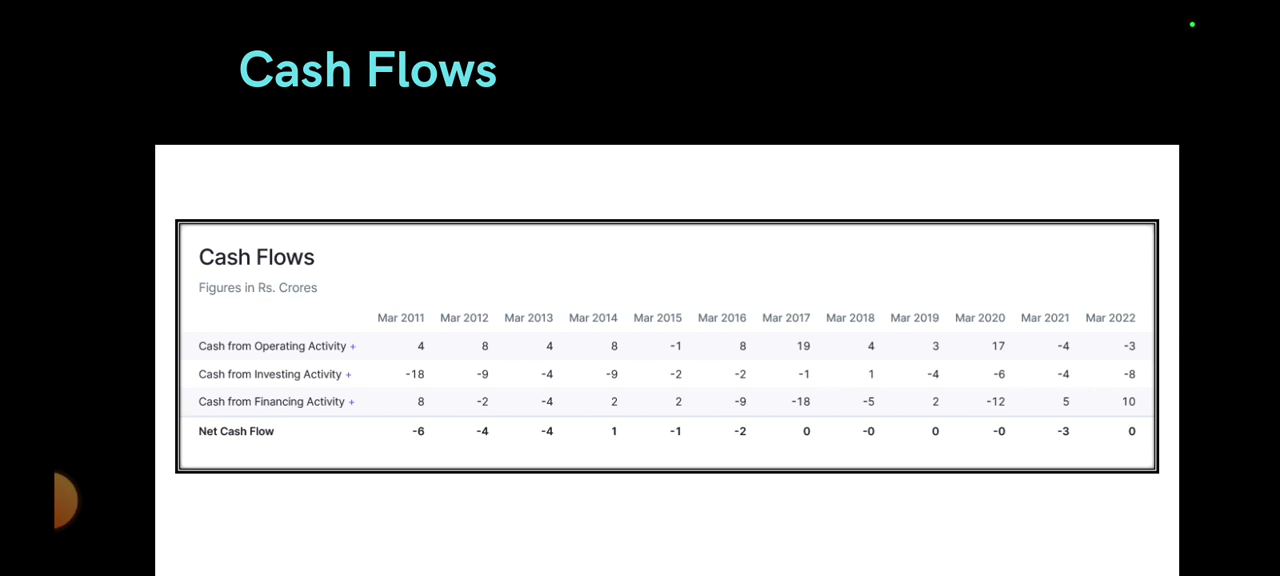 Cash Flows
Cash Flows
Figures in Rs. Crores
Mar 2011 Mar 2012 Mar 2013 Mar 2014 Mar 2015 Mar 2016 Mar 2017 Mar 2018 Mar 2019 Mar 2020 Mar 2021 Mar 2022
Cash from Operating Activity + 4 8 4 8 -1 8 19 4 3 17 -4 -3
Cash from Investing Activity + -18 -9 -4 -9 -2 -2 -1 1 -4 -6 -4 -8
Cash from Financing Activity + 8 -2 -4 2 2 -9 -18 -5 2 -12 5 10
Net Cash Flow -6 -4 -4 1 -1 -2 0 -0 0 -0 -3 0